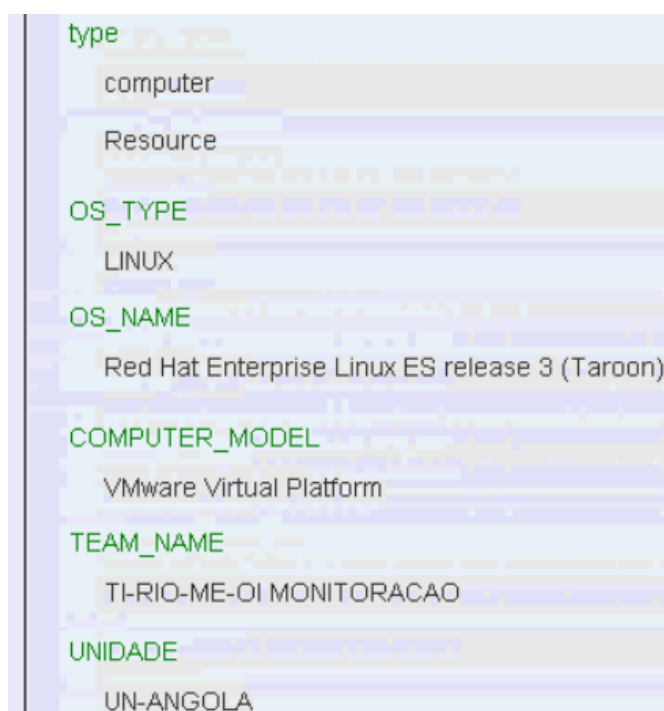 type
computer
Resource
OS_TYPE
LINUX
OS_NAME
Red Hat Enterprise Linux ES release 3 (Taroon)
COMPUTER_MODEL
VMware Virtual Platform
TEAM_NAME
TI-RIO-ME-OI MONITORACAO
UNIDADE
UN-ANGOLA